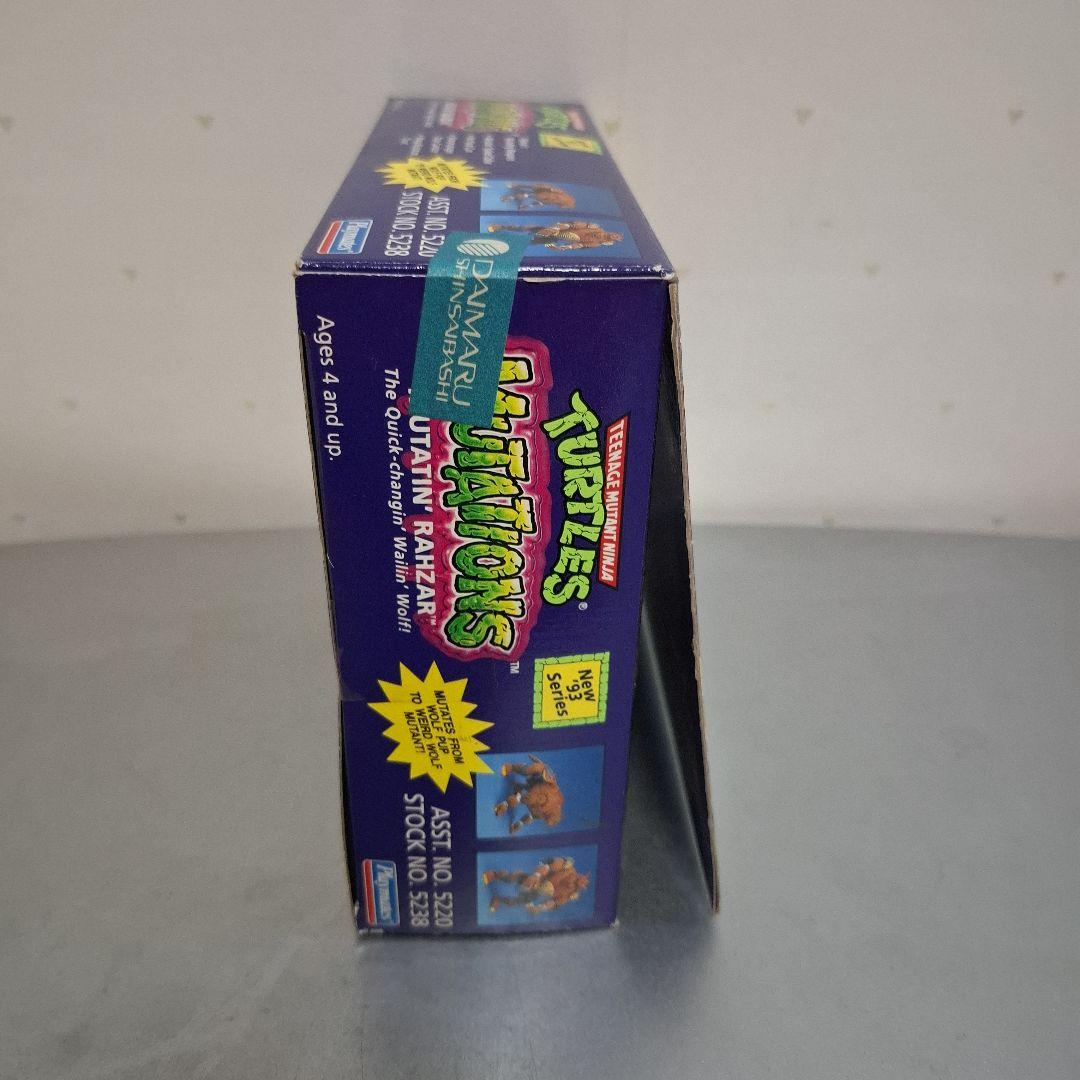 TEENAGE MUTANT NINJA
TURTLES®
MUTATIONS™
UTATIN' RAHZAR™
The Quick-changin' Wailin' Wolf!
Ages 4 and up.
DAIMARU
SHINSAIBASHI
New
'93
Series
MUTATES FROM
WOLF PUP
TO WEIRD WOLF
MUTANT!
ASST. NO. 5220
STOCK NO. 5238
Playmates
ASST. NO. 5220
STOCK NO. 5238
Playmates